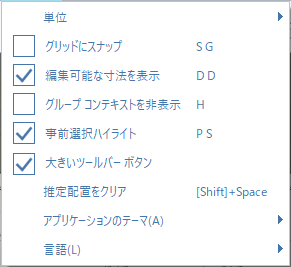 単位
グリッドにスナップ S G
編集可能な寸法を表示 D D
グループ コンテキストを非表示 H
事前選択ハイライト P S
大きいツールバー ボタン
推定配置をクリア [Shift]+Space
アプリケーションのテーマ(A)
言語(L)